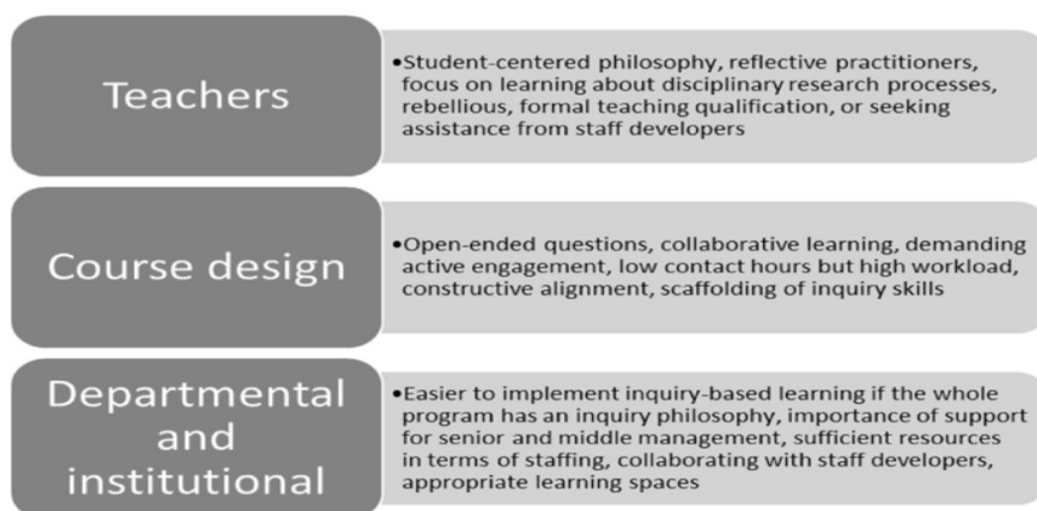 Teachers
•Student-centered philosophy, reflective practitioners,
focus on learning about disciplinary research processes,
rebellious, formal teaching qualification, or seeking
assistance from staff developers
Course design
•Open-ended questions, collaborative learning, demanding
active engagement, low contact hours but high workload,
constructive alignment, scaffolding of inquiry skills
Departmental
and
institutional
•Easier to implement inquiry-based learning if the whole
program has an inquiry philosophy, importance of support
for senior and middle management, sufficient resources
in terms of staffing, collaborating with staff developers,
appropriate learning spaces